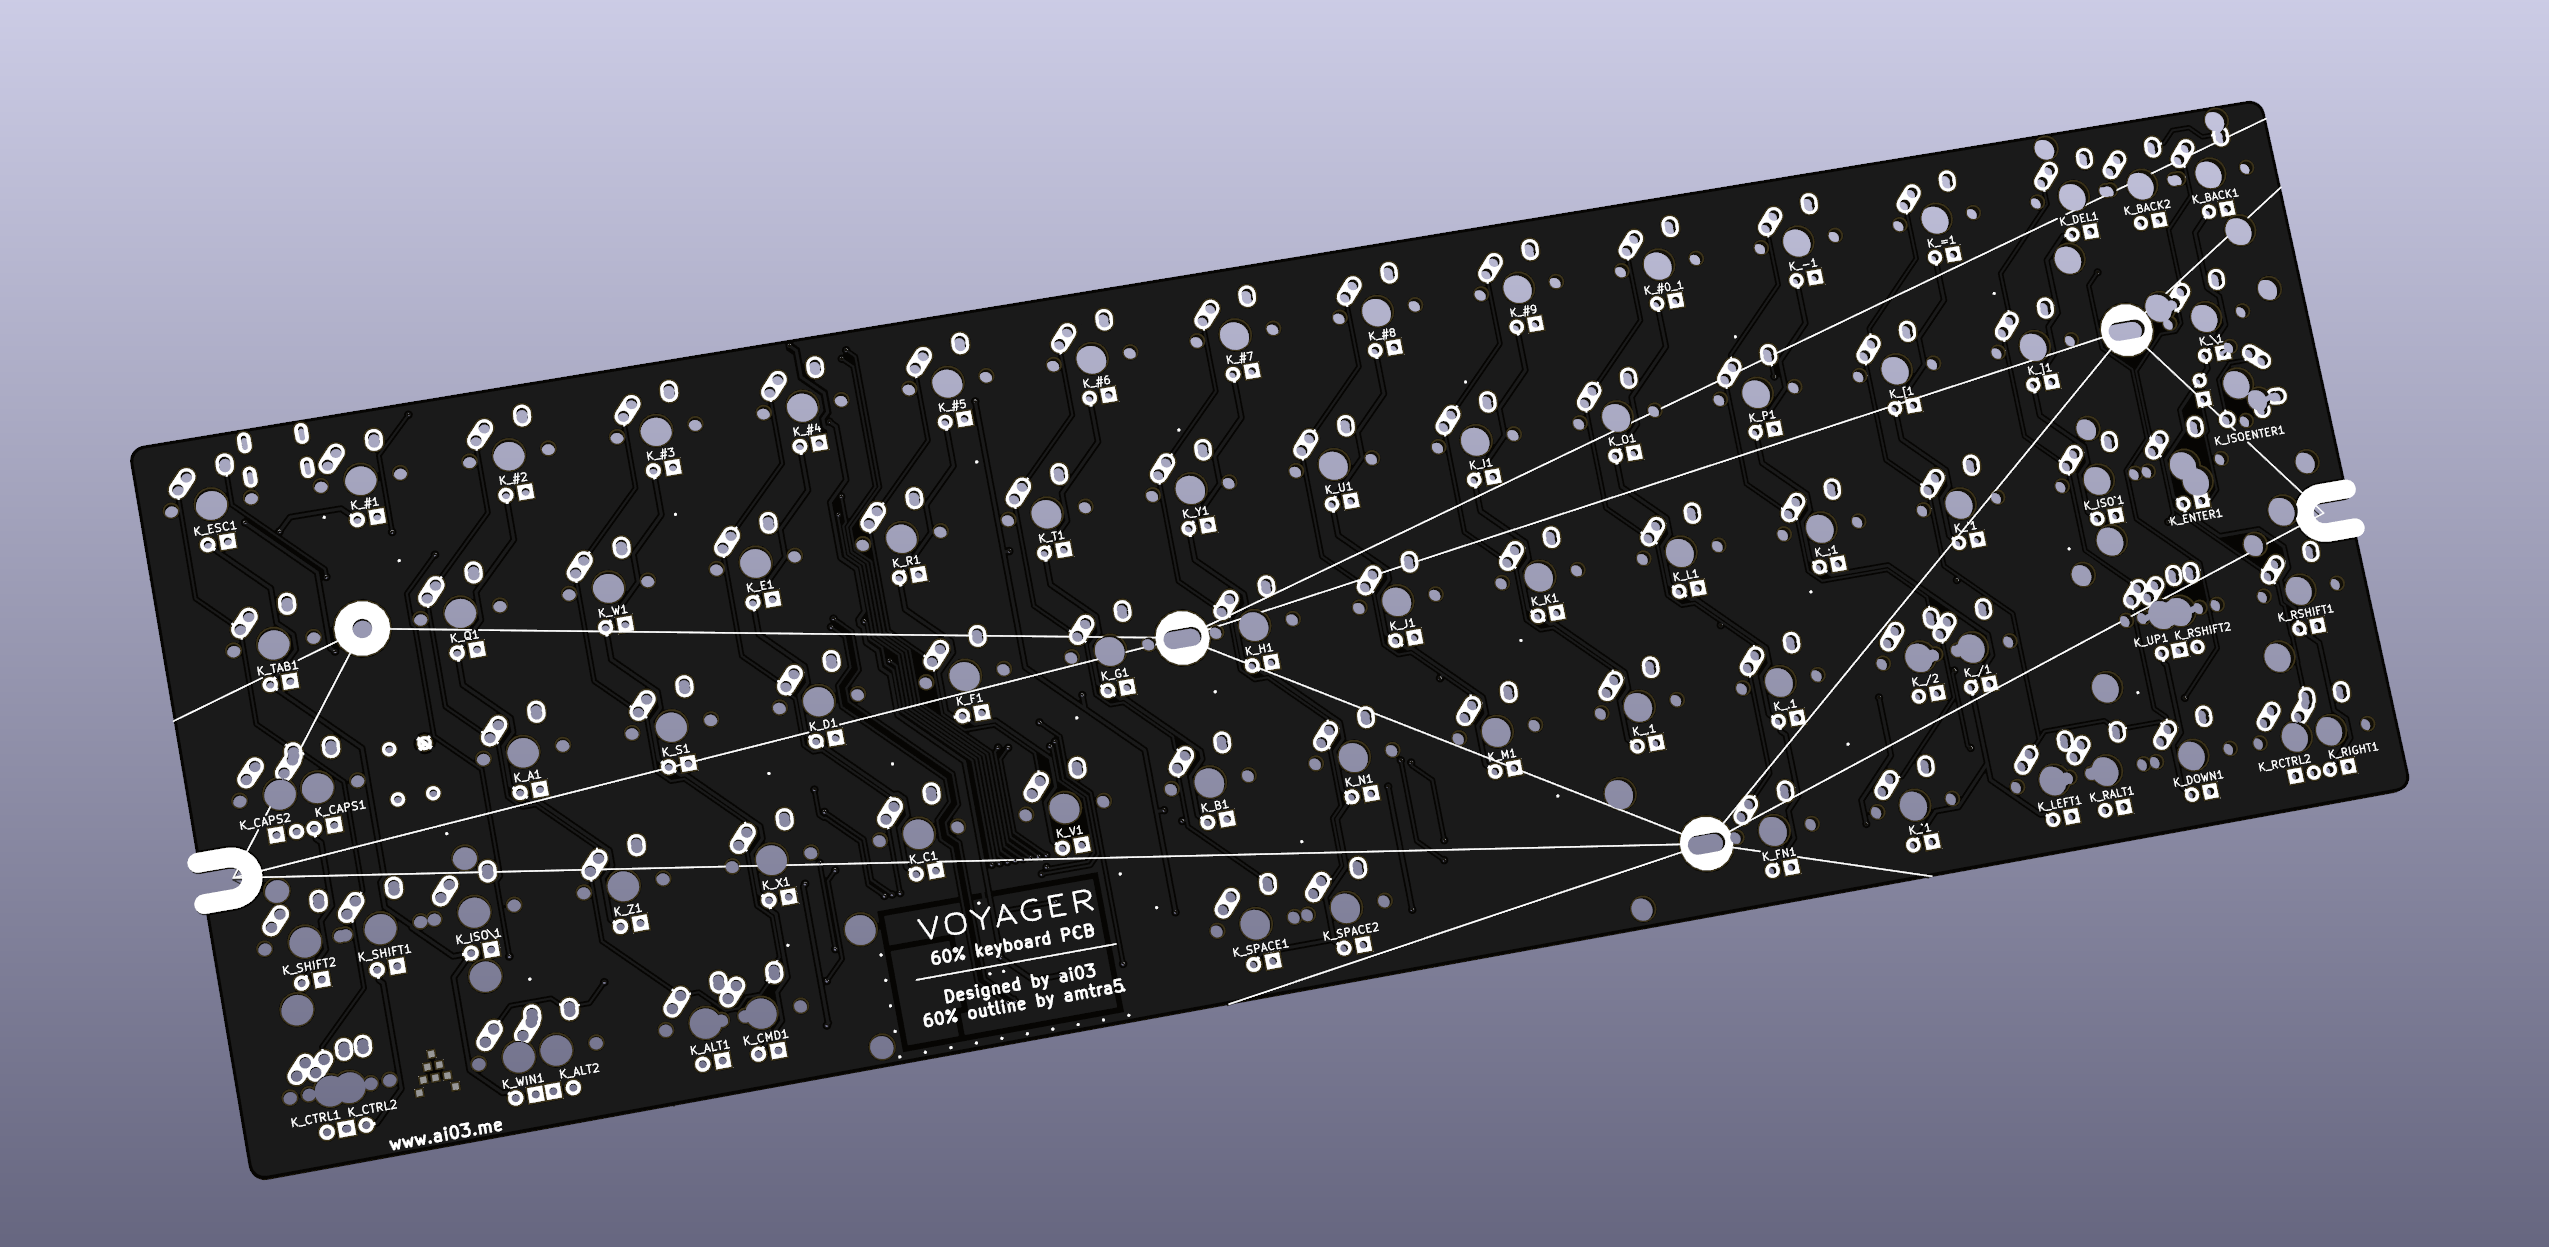 K_ESC1
K_#1
K_#2
K_#3
K_#4
K_#5
K_#6
K_#7
K_#8
K_#9
K_#0_1
K_-1
K_=1
K_DEL1
K_BACK2
K_BACK1
K_TAB1
K_Q1
K_W1
K_E1
K_R1
K_T1
K_Y1
K_U1
K_I1
K_O1
K_P1
K_[1
K_]1
K_\1
K_ISOENTER1
K_CAPS2
K_CAPS1
K_A1
K_S1
K_D1
K_F1
K_G1
K_H1
K_J1
K_K1
K_L1
K_;1
K_ISO`1
K_ENTER1
K_SHIFT2
K_SHIFT1
K_ISO\1
K_Z1
K_X1
K_C1
K_V1
K_B1
K_N1
K_M1
K_,1
K_.1
K_/2
K_/1
K_UP1
K_RSHIFT2
K_RSHIFT1
K_CTRL1
K_CTRL2
K_WIN1
K_ALT2
K_ALT1
K_CMD1
K_SPACE1
K_SPACE2
K_FN1
K_LEFT1
K_RALT1
K_DOWN1
K_RCTRL2
K_RIGHT1
VOYAGER
60% keyboard PCB
Designed by ai03
60% outline by amtra5
www.ai03.me